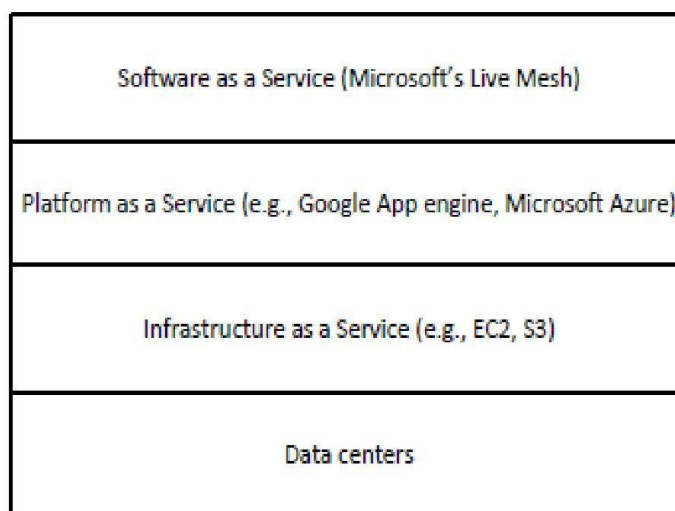 Software as a Service (Microsoft's Live Mesh)
Platform as a Service (e.g., Google App engine, Microsoft Azure)
Infrastructure as a Service (e.g., EC2, S3)
Data centers